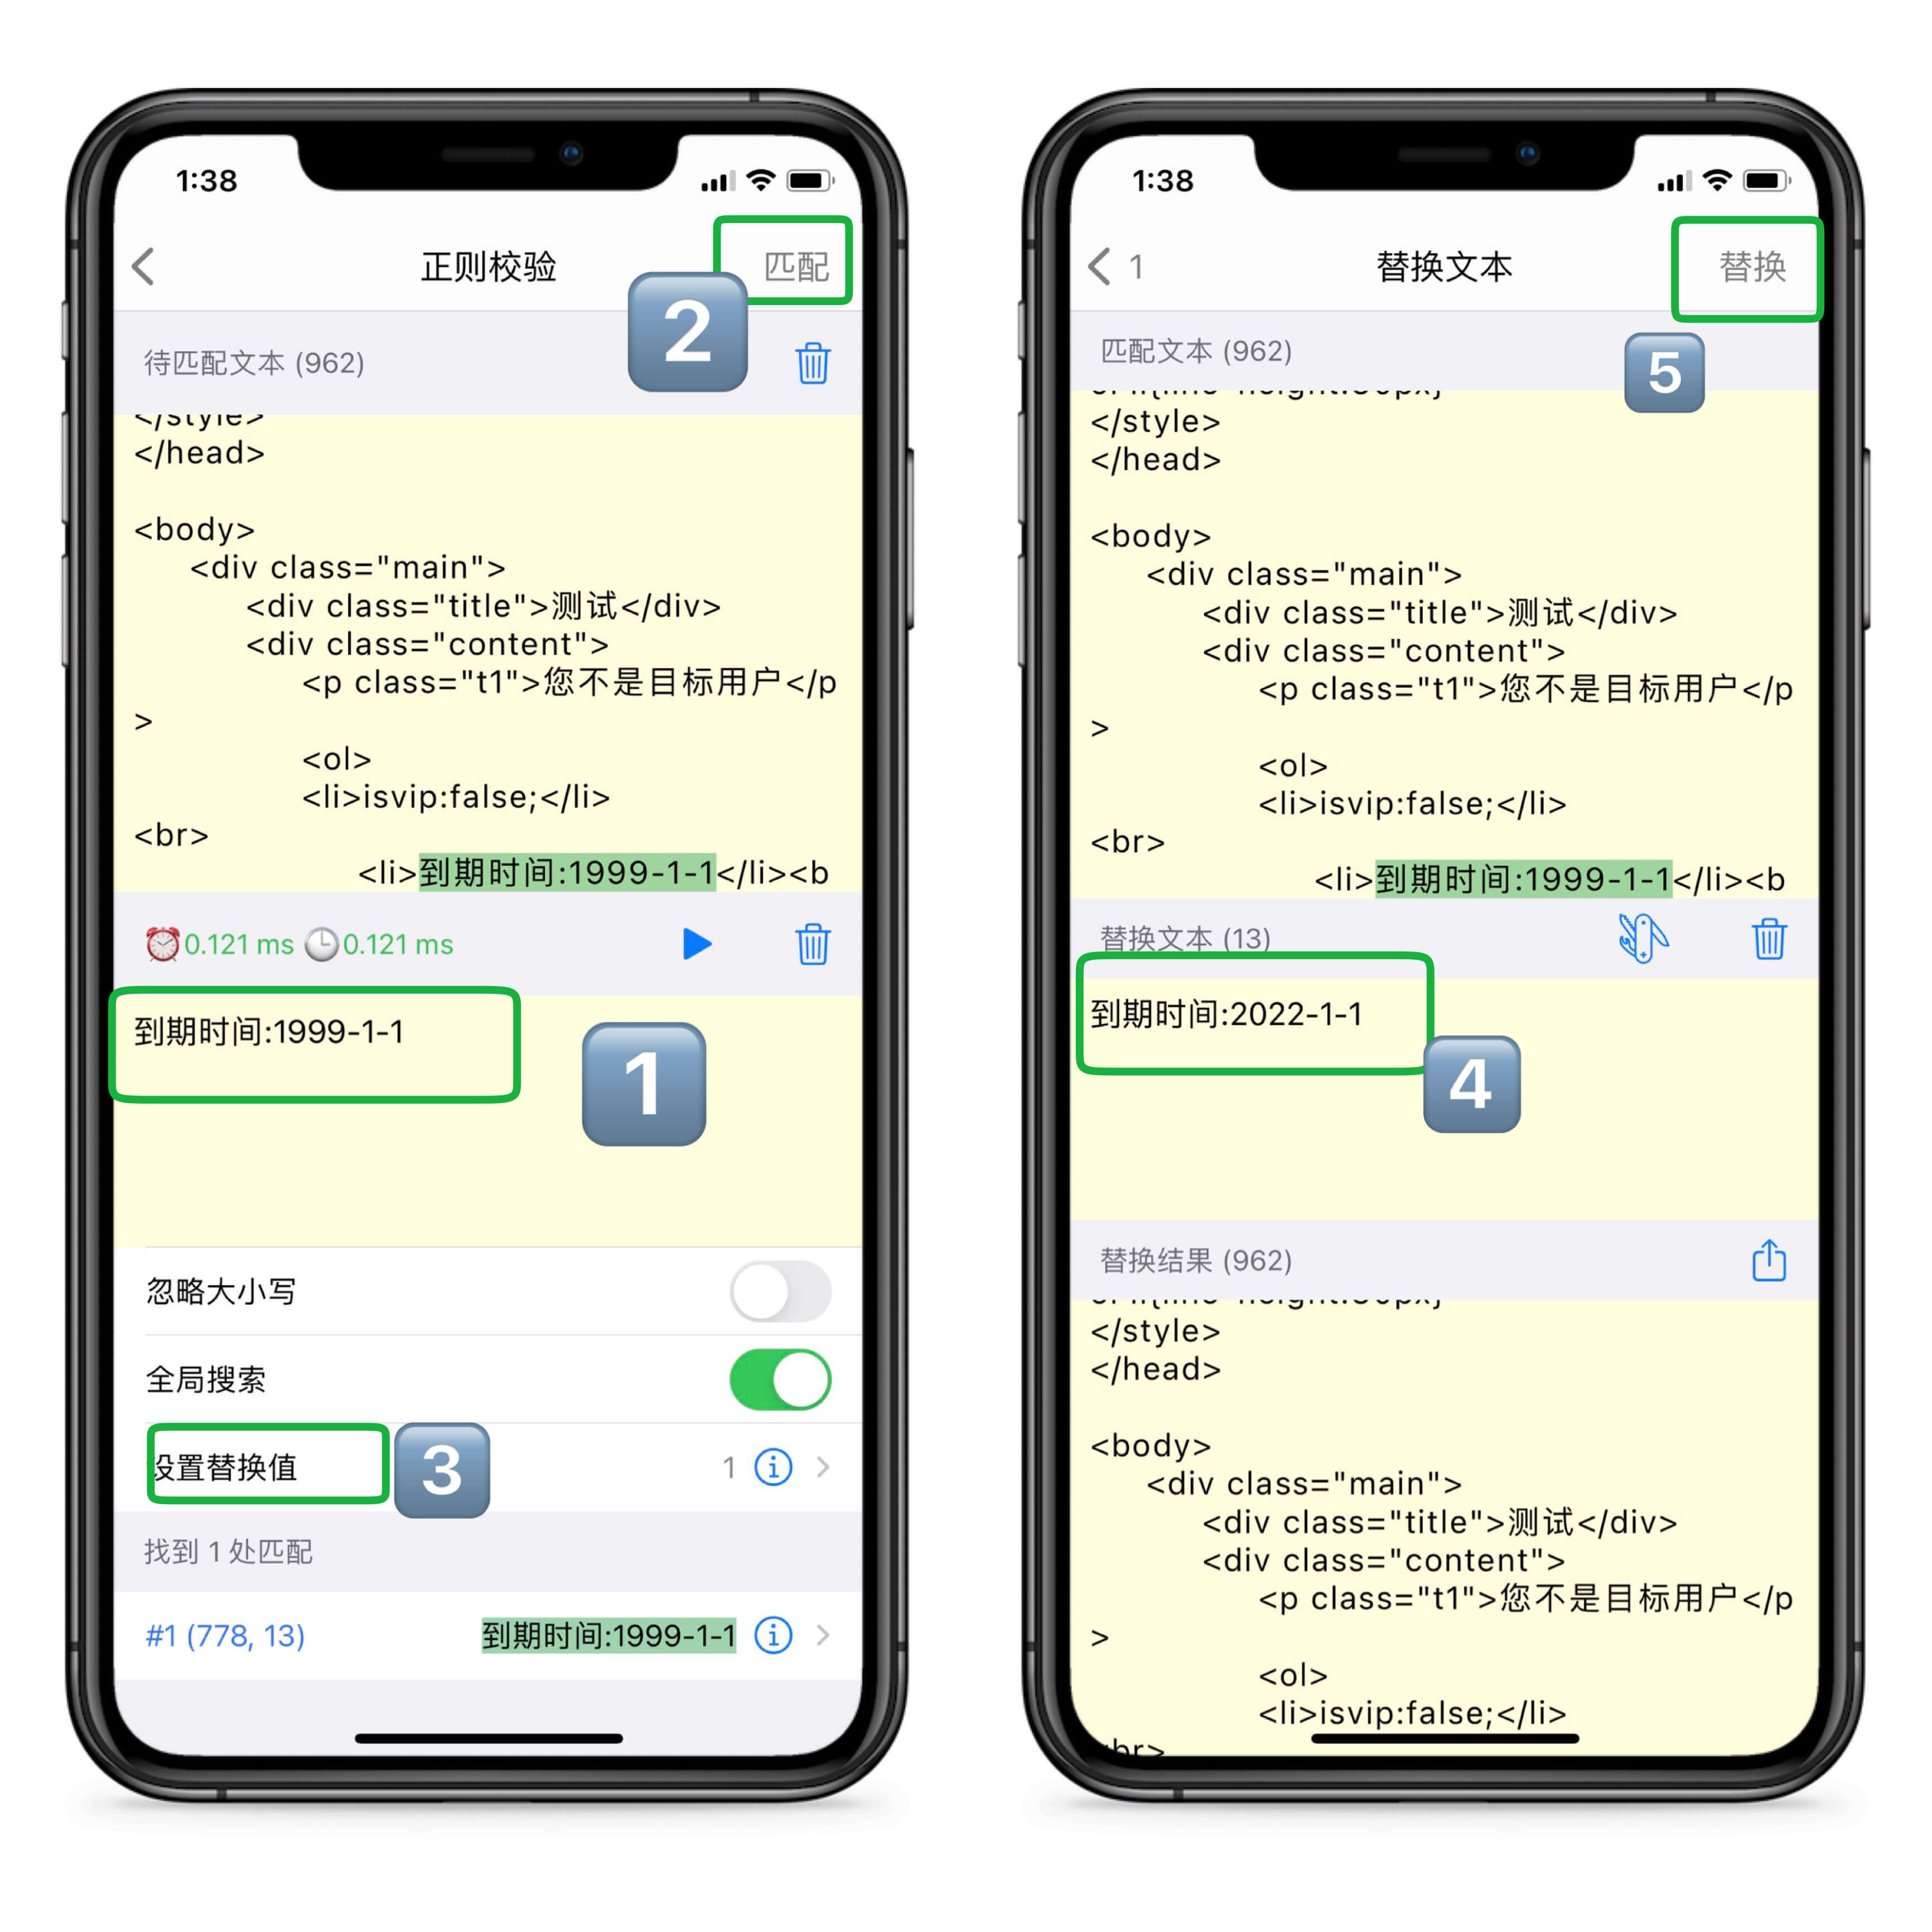 1:38
正则校验
匹配
2
待匹配文本 (962)
</style>
</head>
<body>
<div class="main">
<div class="title">测试</div>
<div class="content">
<p class="t1">您不是目标用户</p
>
<ol>
<li>isvip:false;</li>
<br>
<li>到期时间:1999-1-1</li><b
0.121 ms 0.121 ms
到期时间:1999-1-1
1
忽略大小写
全局搜索
设置替换值
3
1
找到 1 处匹配
#1 (778, 13)
到期时间:1999-1-1
1:38
1
替换文本
替换
匹配文本 (962)
5
</style>
</head>
<body>
<div class="main">
<div class="title">测试</div>
<div class="content">
<p class="t1">您不是目标用户</p
>
<ol>
<li>isvip:false;</li>
<br>
<li>到期时间:1999-1-1</li><b
替换文本 (13)
到期时间:2022-1-1
4
替换结果 (962)
</style>
</head>
<body>
<div class="main">
<div class="title">测试</div>
<div class="content">
<p class="t1">您不是目标用户</p
>
<ol>
<li>isvip:false;</li>
<br>